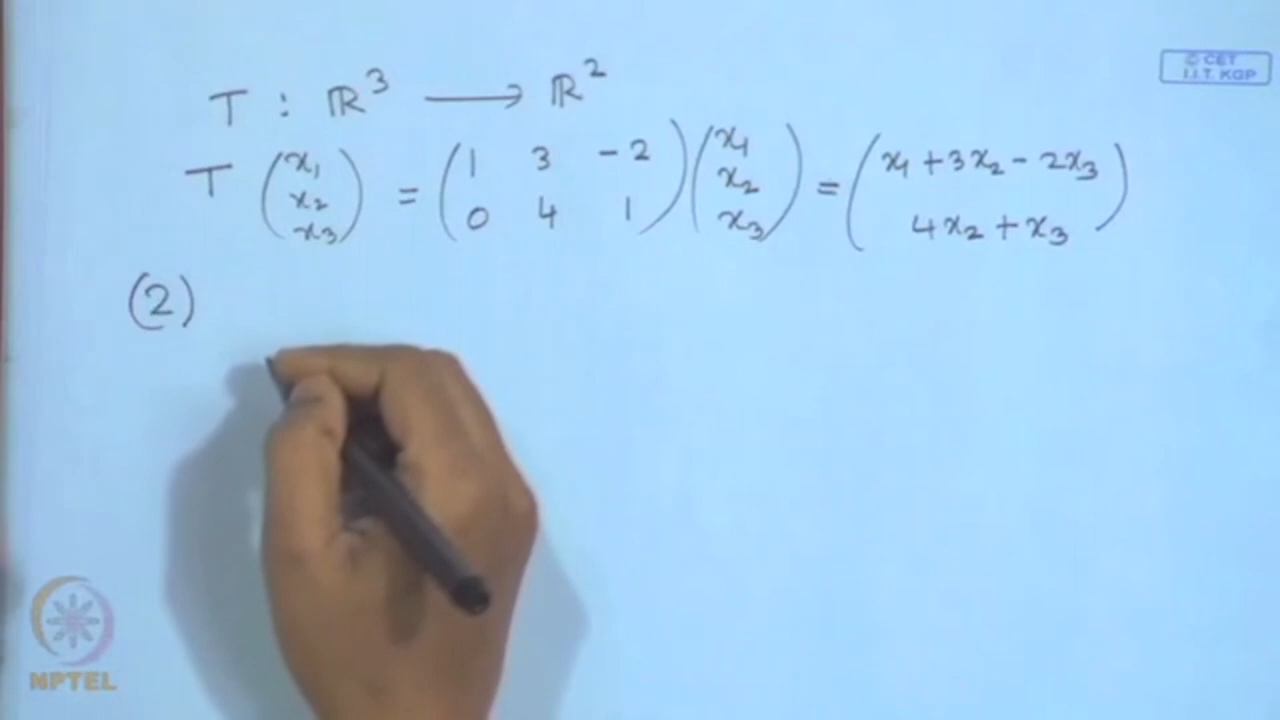 © CET
I.I.T. KGP
T : ℝ³ ⟶ ℝ²
T (x₁ x₂ x₃) = (1 3 -2 0 4 1) (x₁ x₂ x₃) = (x₁ + 3x₂ - 2x₃ 4x₂ + x₃)
(2)
NPTEL